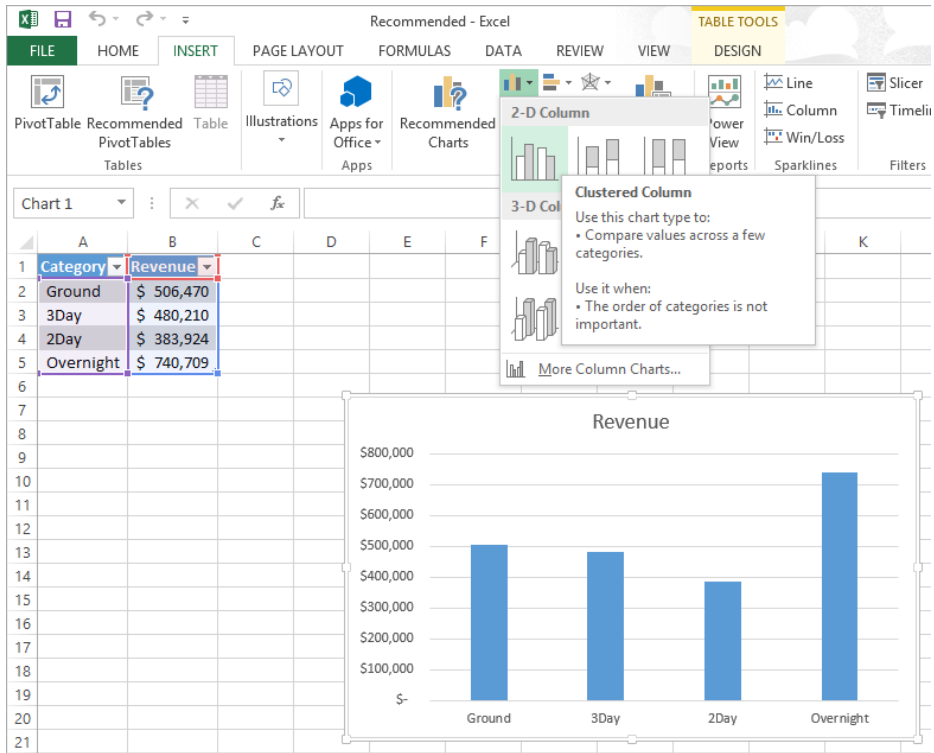 Recommended - Excel
TABLE TOOLS
FILE HOME INSERT PAGE LAYOUT FORMULAS DATA REVIEW VIEW DESIGN
PivotTable
Recommended
PivotTables
Table
Tables
Illustrations
Apps for
Office
Apps
Recommended
Charts
2-D Column
3-D Col
Clustered Column
Use this chart type to:
• Compare values across a few
categories.
Use it when:
• The order of categories is not
important.
More Column Charts...
View
Line
Column
Win/Loss
Sparklines
Slicer
Filters
Chart 1
fx
A B C D E F K
1 Category Revenue
2 Ground $ 506,470
3 3Day $ 480,210
4 2Day $ 383,924
5 Overnight $ 740,709
6
7
8
9
10
11
12
13
14
15
16
17
18
19
20
21
Revenue
$800,000
$700,000
$600,000
$500,000
$400,000
$300,000
$200,000
$100,000
$-
Ground 3Day 2Day Overnight